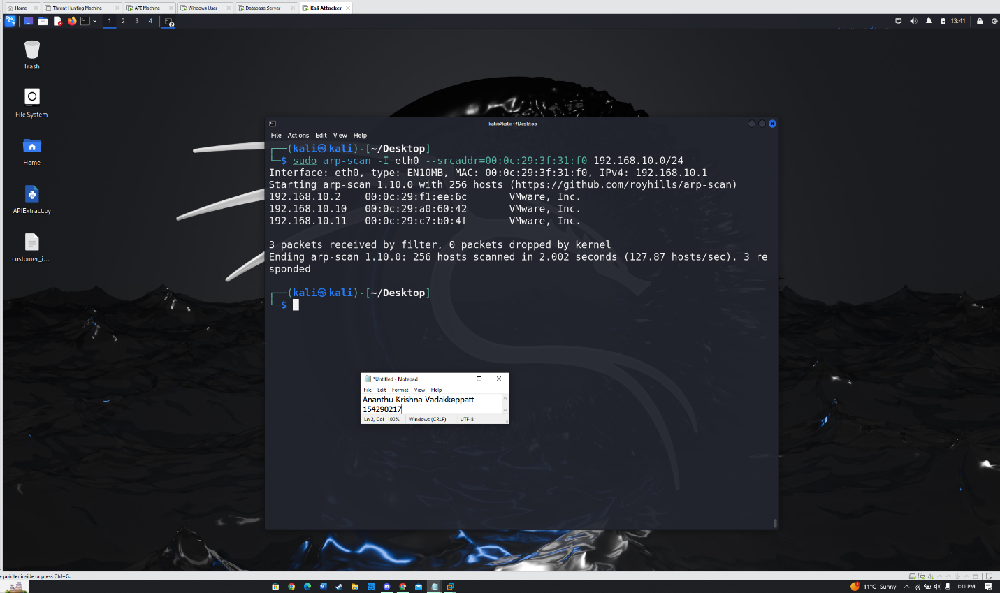 Home
Threat Hunting Machine
API Machine
Windows User
Database Server
Kali Attacker
1 2 3 4
13:41
Trash
File System
Home
APIExtract.py
customer_i...
kali@kali: ~/Desktop
File Actions Edit View Help
┌──(kali㉿kali)-[~/Desktop]
└─$ sudo arp-scan -I eth0 --srcaddr=00:0c:29:3f:31:f0 192.168.10.0/24
Interface: eth0, type: EN10MB, MAC: 00:0c:29:3f:31:f0, IPv4: 192.168.10.1
Starting arp-scan 1.10.0 with 256 hosts (https://github.com/royhills/arp-scan)
192.168.10.2 00:0c:29:f1:ee:6c VMware, Inc.
192.168.10.10 00:0c:29:a0:60:42 VMware, Inc.
192.168.10.11 00:0c:29:c7:b0:4f VMware, Inc.
3 packets received by filter, 0 packets dropped by kernel
Ending arp-scan 1.10.0: 256 hosts scanned in 2.002 seconds (127.87 hosts/sec). 3 re
sponded
┌──(kali㉿kali)-[~/Desktop]
└─$
*Untitled - Notepad
File Edit Format View Help
Ananthu Krishna Vadakkeppatt
154290217
Ln 2, Col 100% Windows (CRLF) UTF-8
e pointer inside or press Ctrl+G.
11°C Sunny
1:41 PM